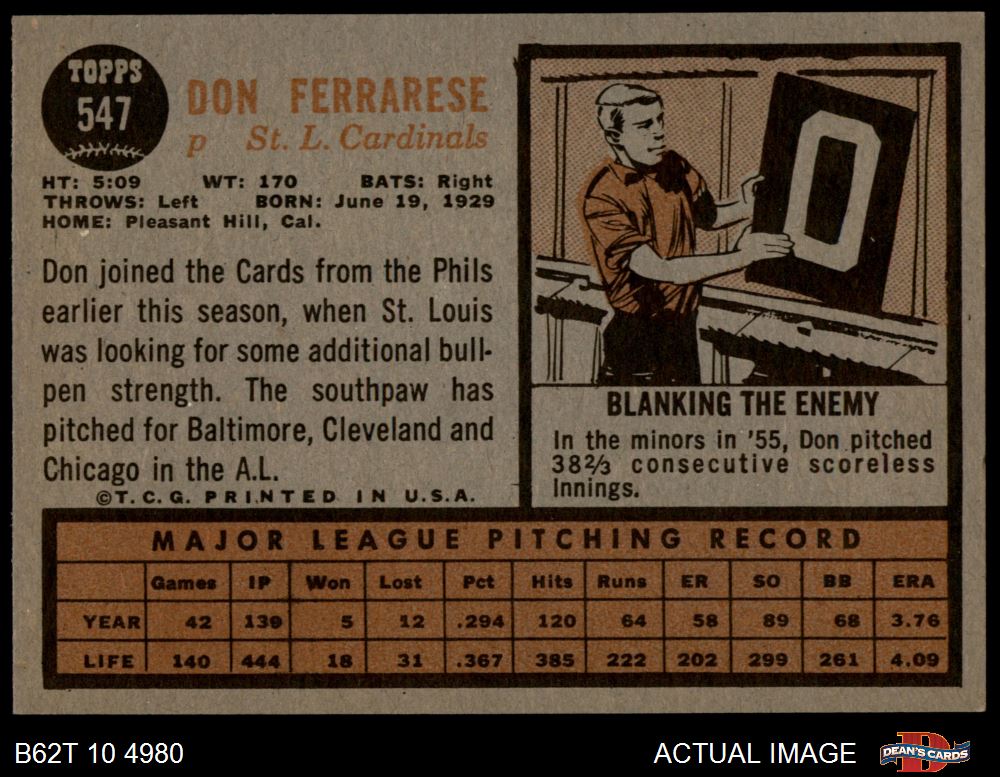 TOPPS
547
DON FERRARESE
p St. L. Cardinals
HT: 5:09 WT: 170 BATS: Right
THROWS: Left BORN: June 19, 1929
HOME: Pleasant Hill, Cal.
Don joined the Cards from the Phils
earlier this season, when St. Louis
was looking for some additional bull-
pen strength. The southpaw has
pitched for Baltimore, Cleveland and
Chicago in the A.L.
©T.C.G. PRINTED IN U.S.A.
0
BLANKING THE ENEMY
In the minors in '55, Don pitched
38 2/3 consecutive scoreless
innings.
MAJOR LEAGUE PITCHING RECORD
Games IP Won Lost Pct Hits Runs ER SO BB ERA
YEAR 42 139 5 12 .294 120 64 58 89 68 3.76
LIFE 140 444 18 31 .367 385 222 202 299 261 4.09
B62T 10 4980 ACTUAL IMAGE DEAN'S CARDS